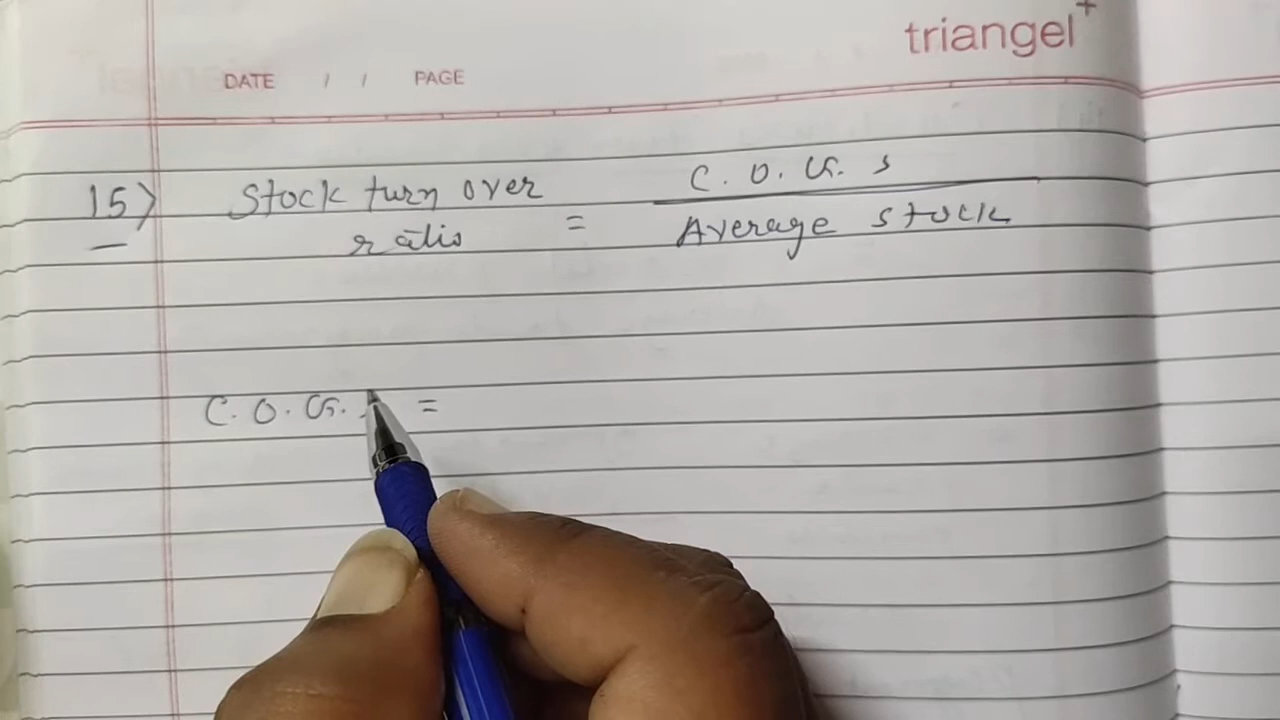 triangel+
DATE / / PAGE
15) Stock turn over ratio = C. O. G. s / Average stock
C. O. G. =